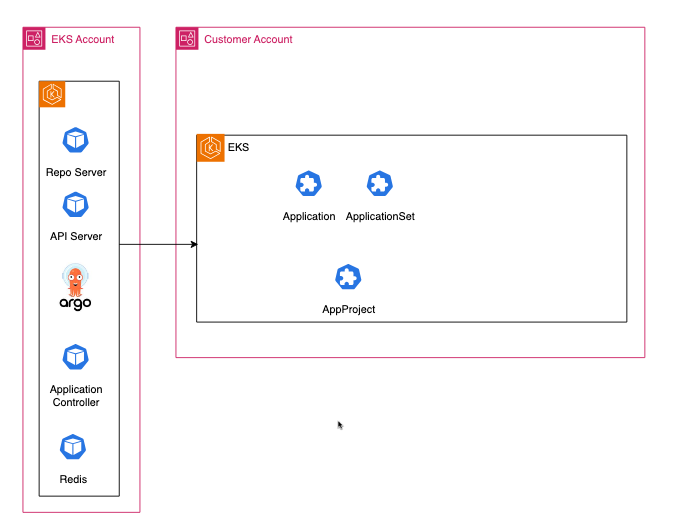 EKS Account
Repo Server
API Server
argo
Application
Controller
Redis
Customer Account
EKS
Application
ApplicationSet
AppProject